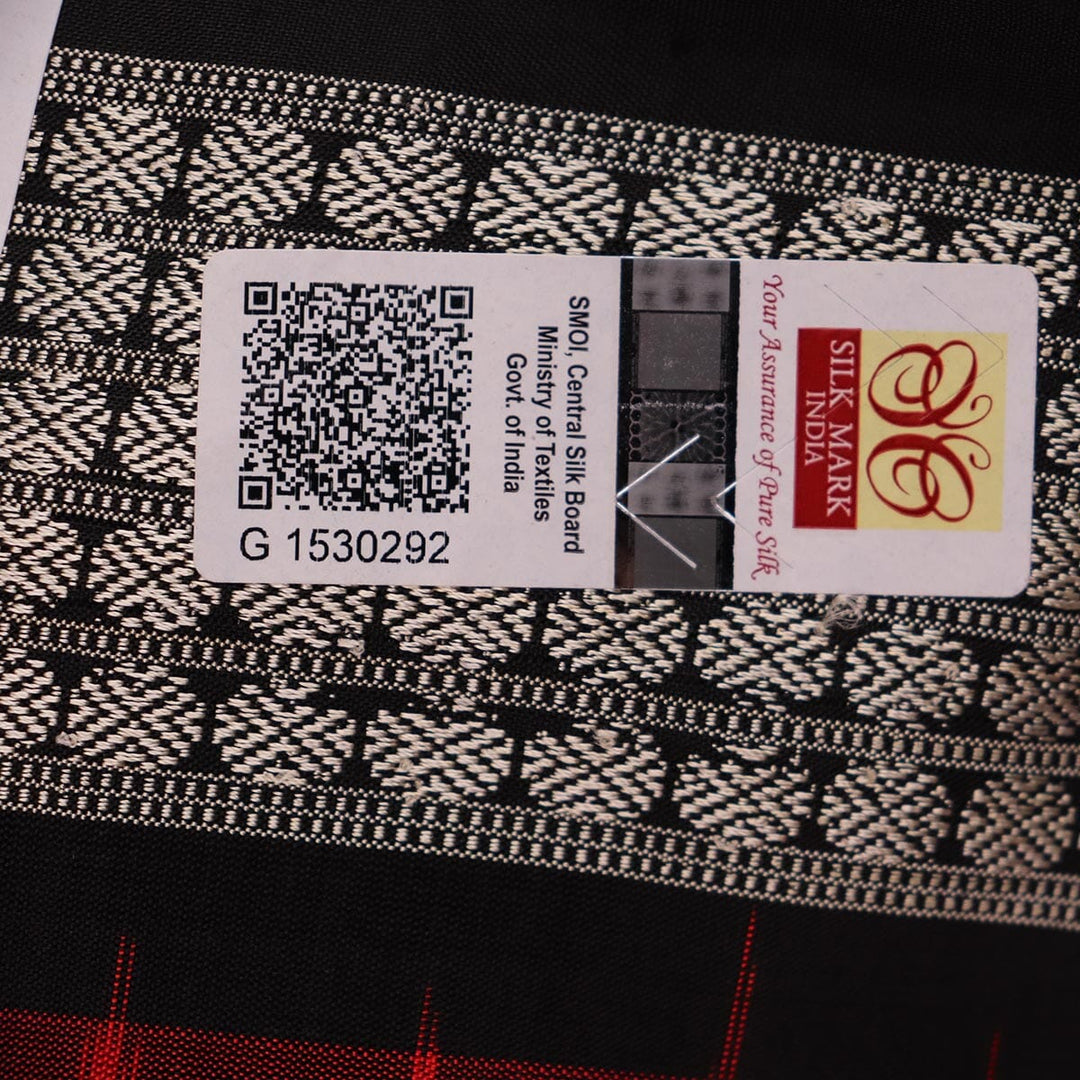 G 1530292
SMOI, Central Silk Board
Ministry of Textiles
Govt. of India
Your Assurance of Pure Silk
SILK MARK
INDIA